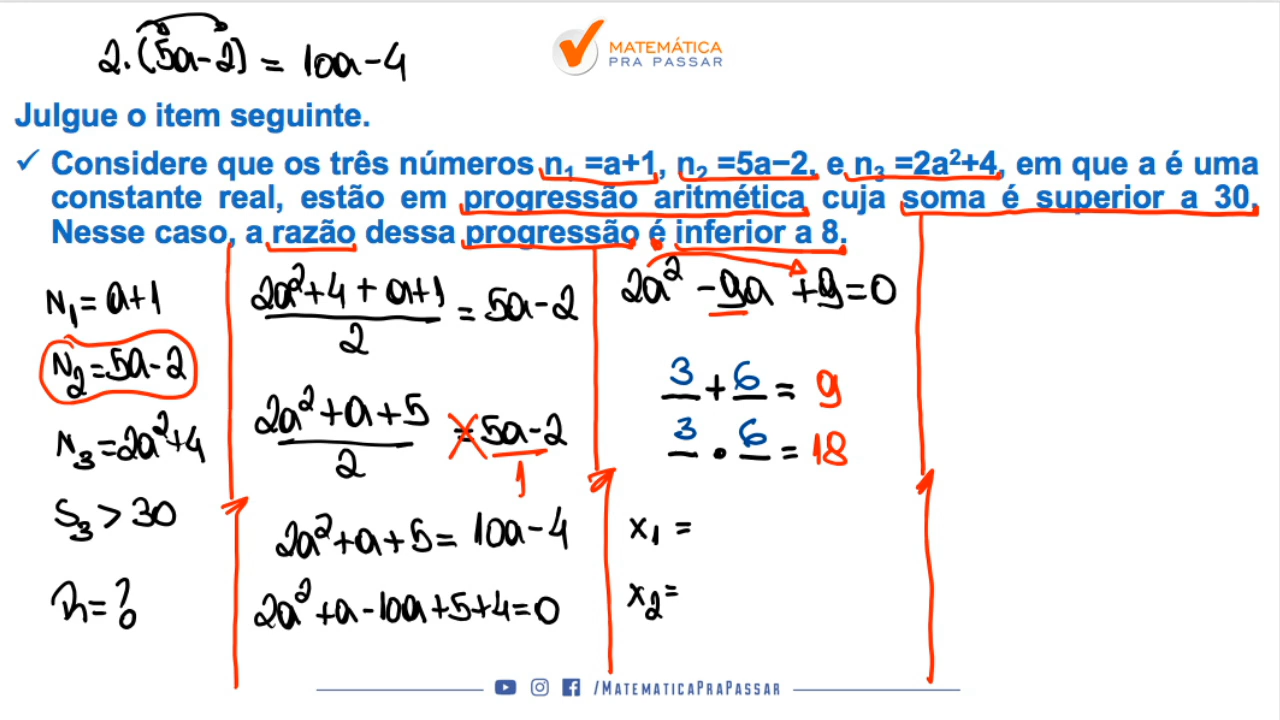 2.(5a-2) = 10a-4
MATEMÁTICA
PRA PASSAR
Julgue o item seguinte.
✓ Considere que os três números n₁ =a+1, n₂ =5a−2, e n₃ =2a²+4, em que a é uma
constante real, estão em progressão aritmética cuja soma é superior a 30.
Nesse caso, a razão dessa progressão é inferior a 8.
N₁= a+1
N₂=5a-2
N₃=2a²+4
S₃>30
r=?
(2a²+4+a+1)/2 = 5a-2
(2a²+a+5)/2 = (5a-2)/1
2a²+a+5= 10a-4
2a²+a-10a+5+4=0
2a²-9a+9=0
3+6=9
3.6=18
x₁=
x₂=
/MatematicaPraPassar